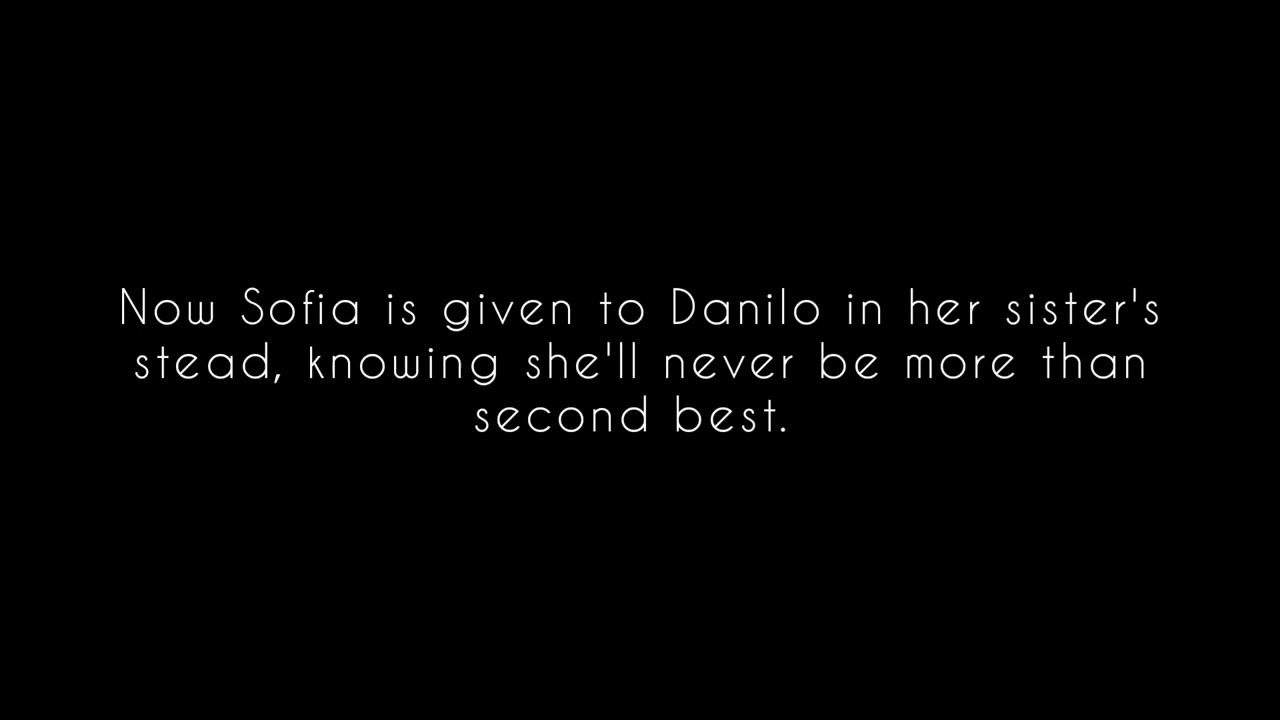 Now Sofia is given to Danilo in her sister's
stead, knowing she'll never be more than
second best.